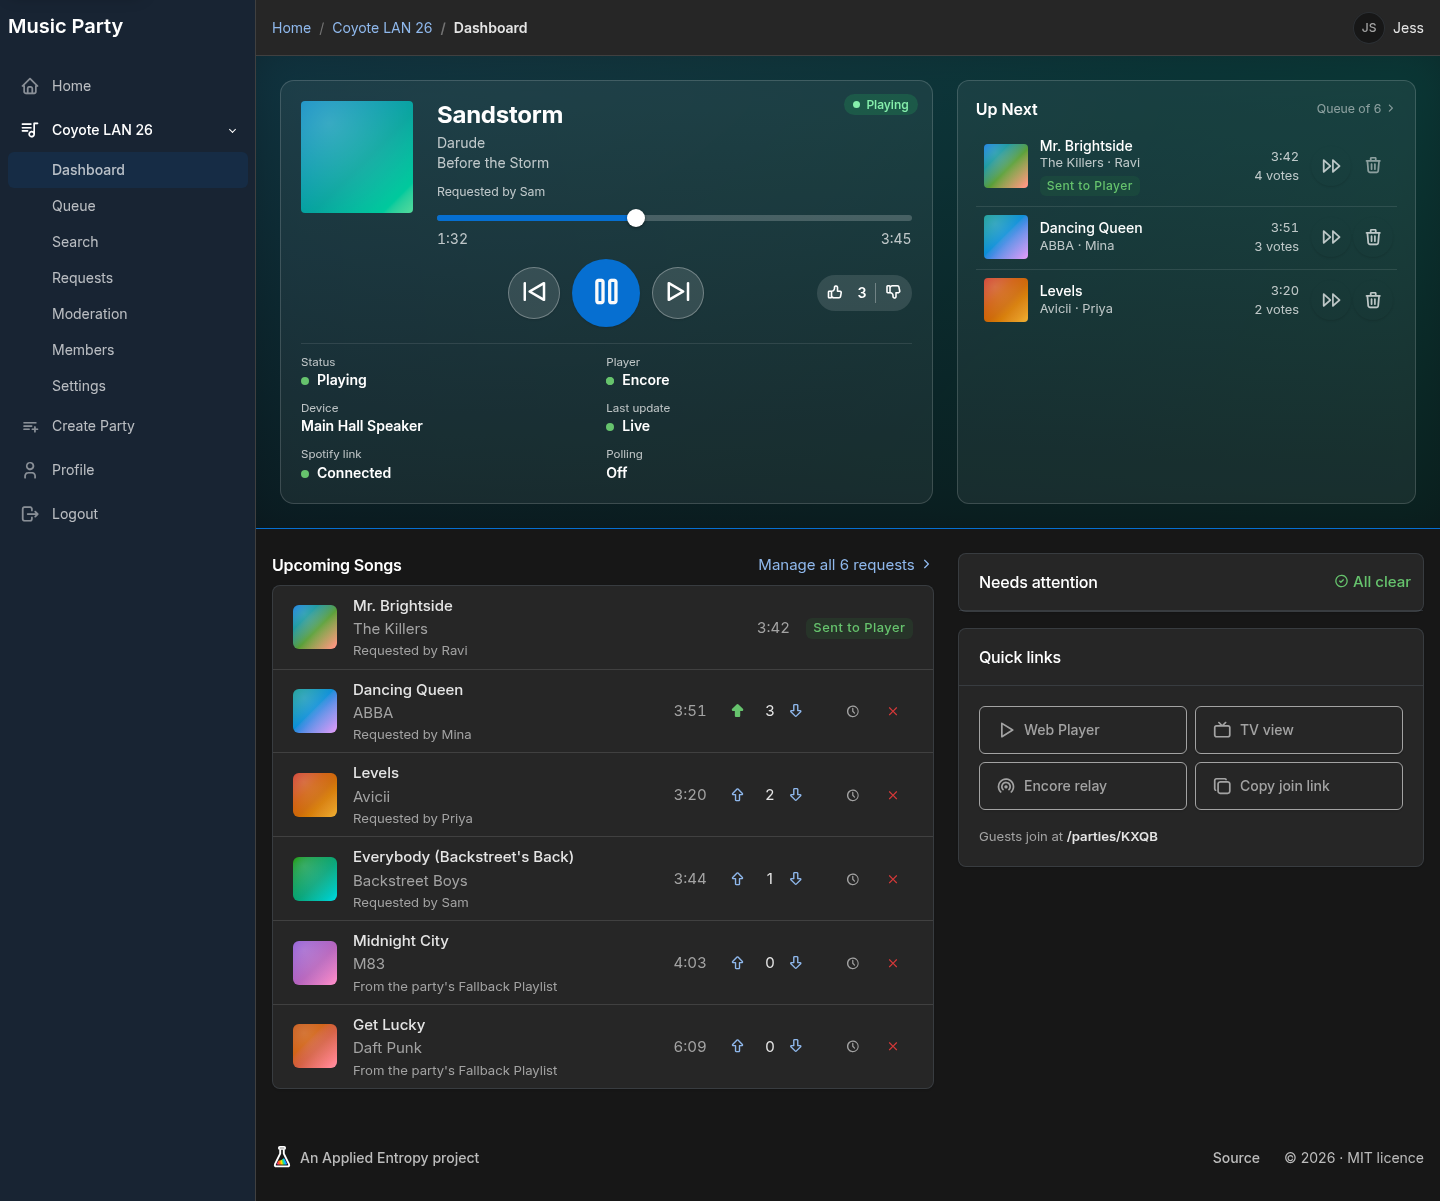 Music Party
Home
Coyote LAN 26
Dashboard
Queue
Search
Requests
Moderation
Members
Settings
Create Party
Profile
Logout
Home / Coyote LAN 26 / Dashboard
JS Jess
Sandstorm
Playing
Darude
Before the Storm
Requested by Sam
1:32 3:45
3
Status
Playing
Player
Encore
Device
Main Hall Speaker
Last update
Live
Spotify link
Connected
Polling
Off
Up Next
Queue of 6
Mr. Brightside
The Killers · Ravi
Sent to Player
3:42
4 votes
Dancing Queen
ABBA · Mina
3:51
3 votes
Levels
Avicii · Priya
3:20
2 votes
Upcoming Songs
Manage all 6 requests
Mr. Brightside
The Killers
Requested by Ravi
3:42 Sent to Player
Dancing Queen
ABBA
Requested by Mina
3:51 3
Levels
Avicii
Requested by Priya
3:20 2
Everybody (Backstreet's Back)
Backstreet Boys
Requested by Sam
3:44 1
Midnight City
M83
From the party's Fallback Playlist
4:03 0
Get Lucky
Daft Punk
From the party's Fallback Playlist
6:09 0
Needs attention
All clear
Quick links
Web Player
TV view
Encore relay
Copy join link
Guests join at /parties/KXQB
An Applied Entropy project
Source
© 2026 · MIT licence